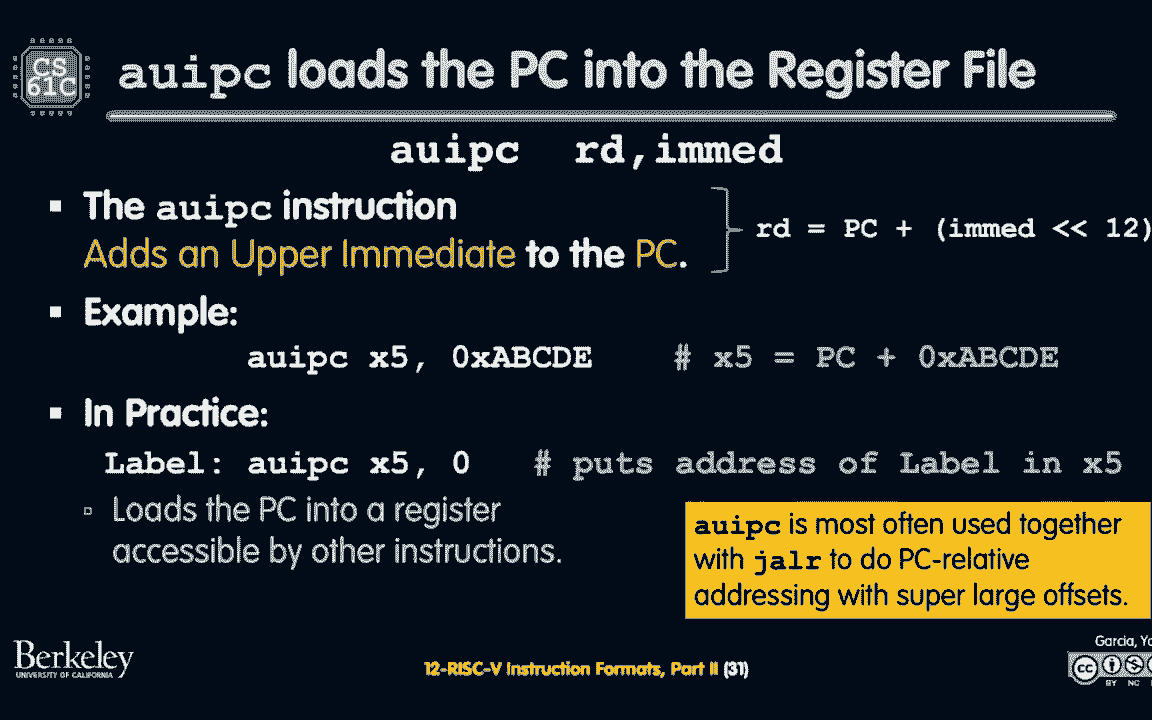 CS
61C
auipc loads the PC into the Register File
auipc rd,immed
▪ The auipc instruction
Adds an Upper Immediate to the PC.
rd = PC + (immed << 12)
▪ Example:
auipc x5, 0xABCDE # x5 = PC + 0xABCDE
▪ In Practice:
Label: auipc x5, 0 # puts address of Label in x5
▫ Loads the PC into a register
accessible by other instructions.
auipc is most often used together
with jalr to do PC-relative
addressing with super large offsets.
Berkeley
UNIVERSITY OF CALIFORNIA
12-RISC-V Instruction Formats, Part II (31)
Garcia,
cc
BY NC